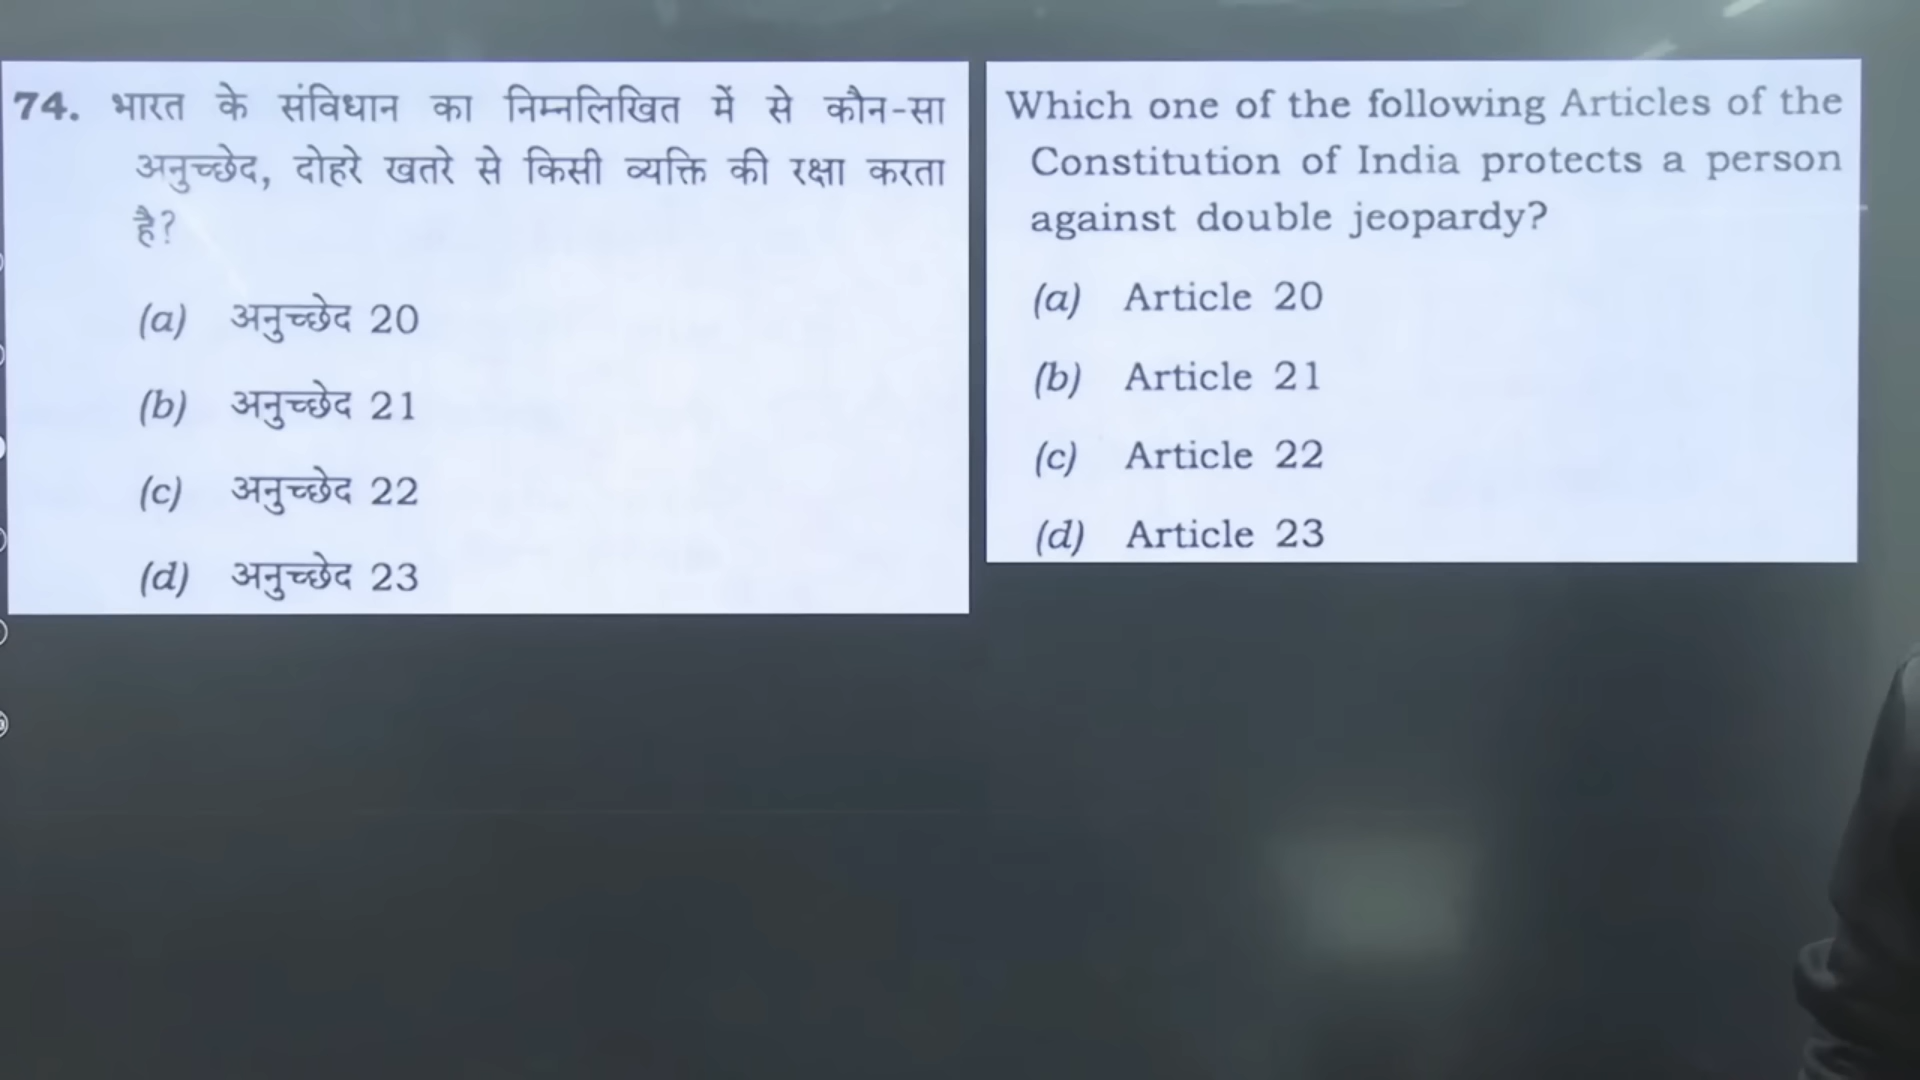 74. भारत के संविधान का निम्नलिखित में से कौन-सा
अनुच्छेद, दोहरे खतरे से किसी व्यक्ति की रक्षा करता
है?
(a) अनुच्छेद 20
(b) अनुच्छेद 21
(c) अनुच्छेद 22
(d) अनुच्छेद 23
Which one of the following Articles of the
Constitution of India protects a person
against double jeopardy?
(a) Article 20
(b) Article 21
(c) Article 22
(d) Article 23